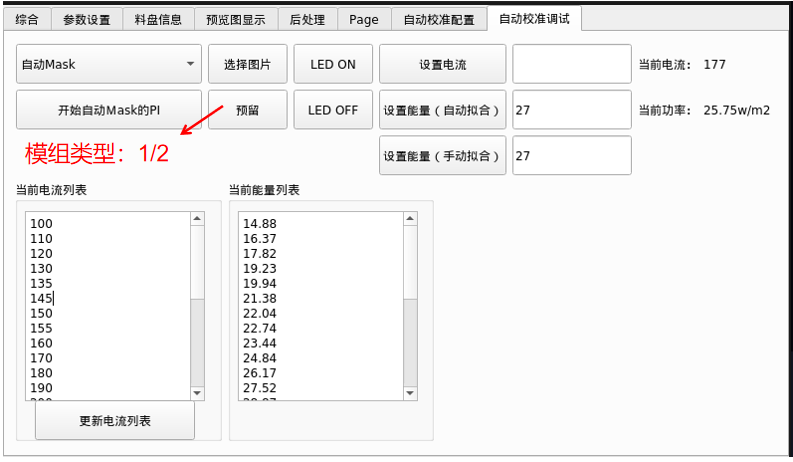 综合 参数设置 料盘信息 预览图显示 后处理 Page 自动校准配置 自动校准调试
自动Mask 选择图片 LED ON 设置电流 当前电流: 177
开始自动Mask的PI 预留 LED OFF 设置能量（自动拟合） 27 当前功率: 25.75w/m2
模组类型：1/2 设置能量（手动拟合） 27
当前电流列表 当前能量列表
100 14.88
110 16.37
120 17.82
130 19.23
135 19.94
145 21.38
150 22.04
155 22.74
160 23.44
170 24.84
180 26.17
190 27.52
更新电流列表